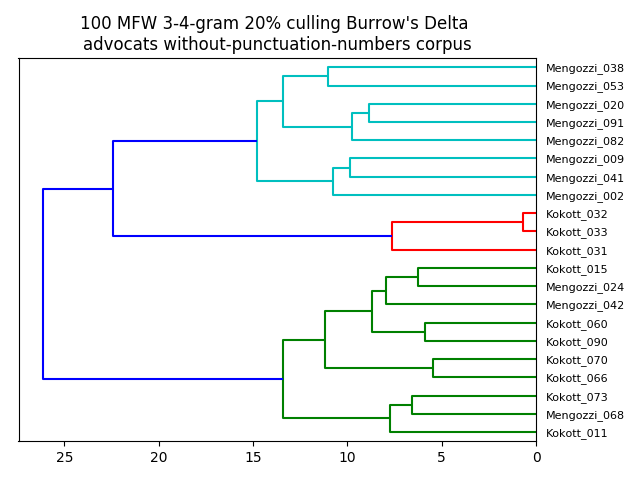 100 MFW 3-4-gram 20% culling Burrow's Delta
advocats without-punctuation-numbers corpus
Mengozzi_038
Mengozzi_053
Mengozzi_020
Mengozzi_091
Mengozzi_082
Mengozzi_009
Mengozzi_041
Mengozzi_002
Kokott_032
Kokott_033
Kokott_031
Kokott_015
Mengozzi_024
Mengozzi_042
Kokott_060
Kokott_090
Kokott_070
Kokott_066
Kokott_073
Mengozzi_068
Kokott_011
25 20 15 10 5 0